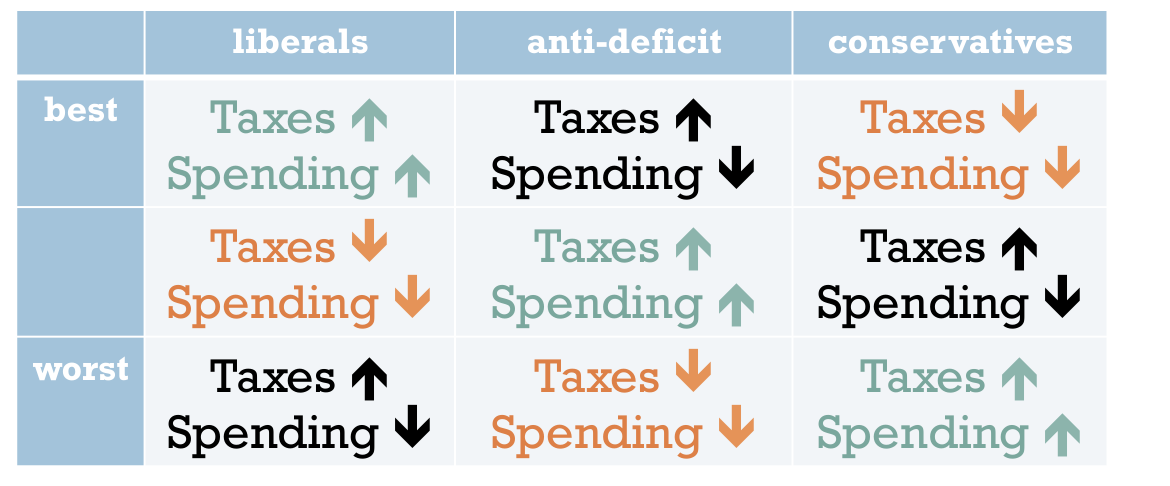 liberals anti-deficit conservatives
best
Taxes ↑ Taxes ↑ Taxes ↓
Spending ↑ Spending ↓ Spending ↓
Taxes ↓ Taxes ↑ Taxes ↑
Spending ↓ Spending ↑ Spending ↓
worst
Taxes ↑ Taxes ↓ Taxes ↑
Spending ↓ Spending ↓ Spending ↑